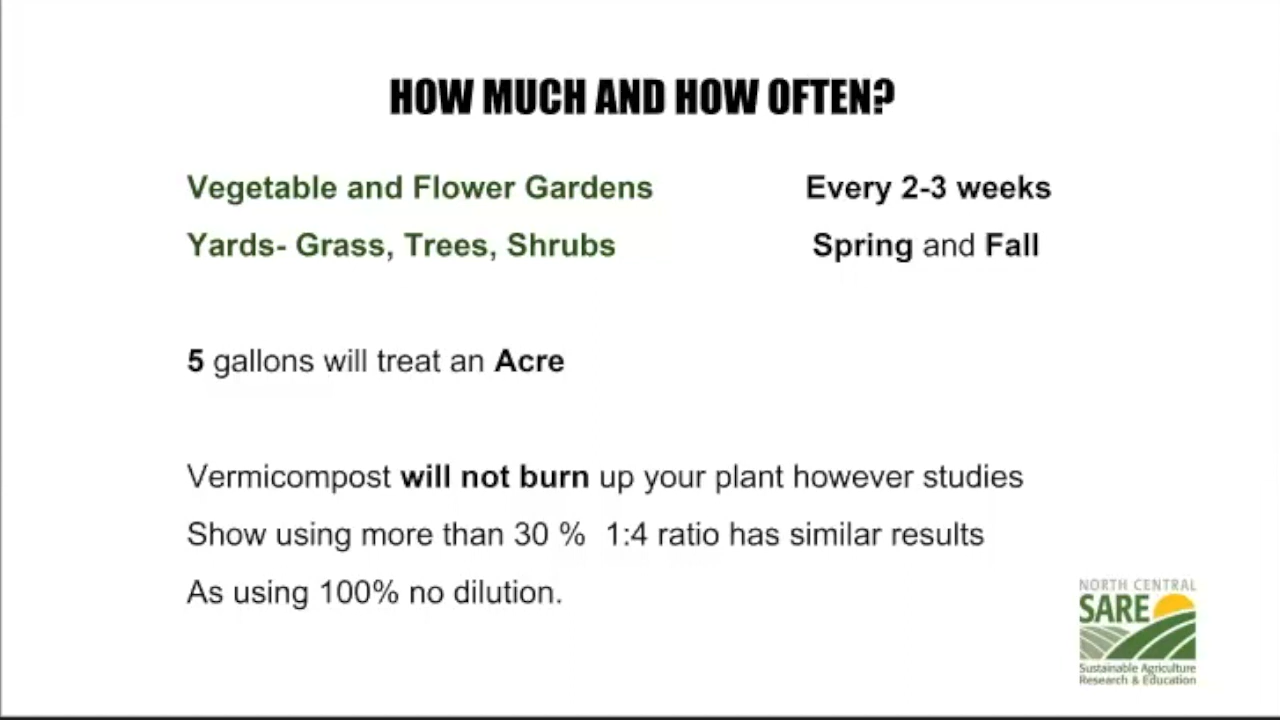 HOW MUCH AND HOW OFTEN?
Vegetable and Flower Gardens Every 2-3 weeks
Yards- Grass, Trees, Shrubs Spring and Fall
5 gallons will treat an Acre
Vermicompost will not burn up your plant however studies
Show using more than 30 % 1:4 ratio has similar results
As using 100% no dilution.
NORTH CENTRAL
SARE
Sustainable Agriculture
Research & Education